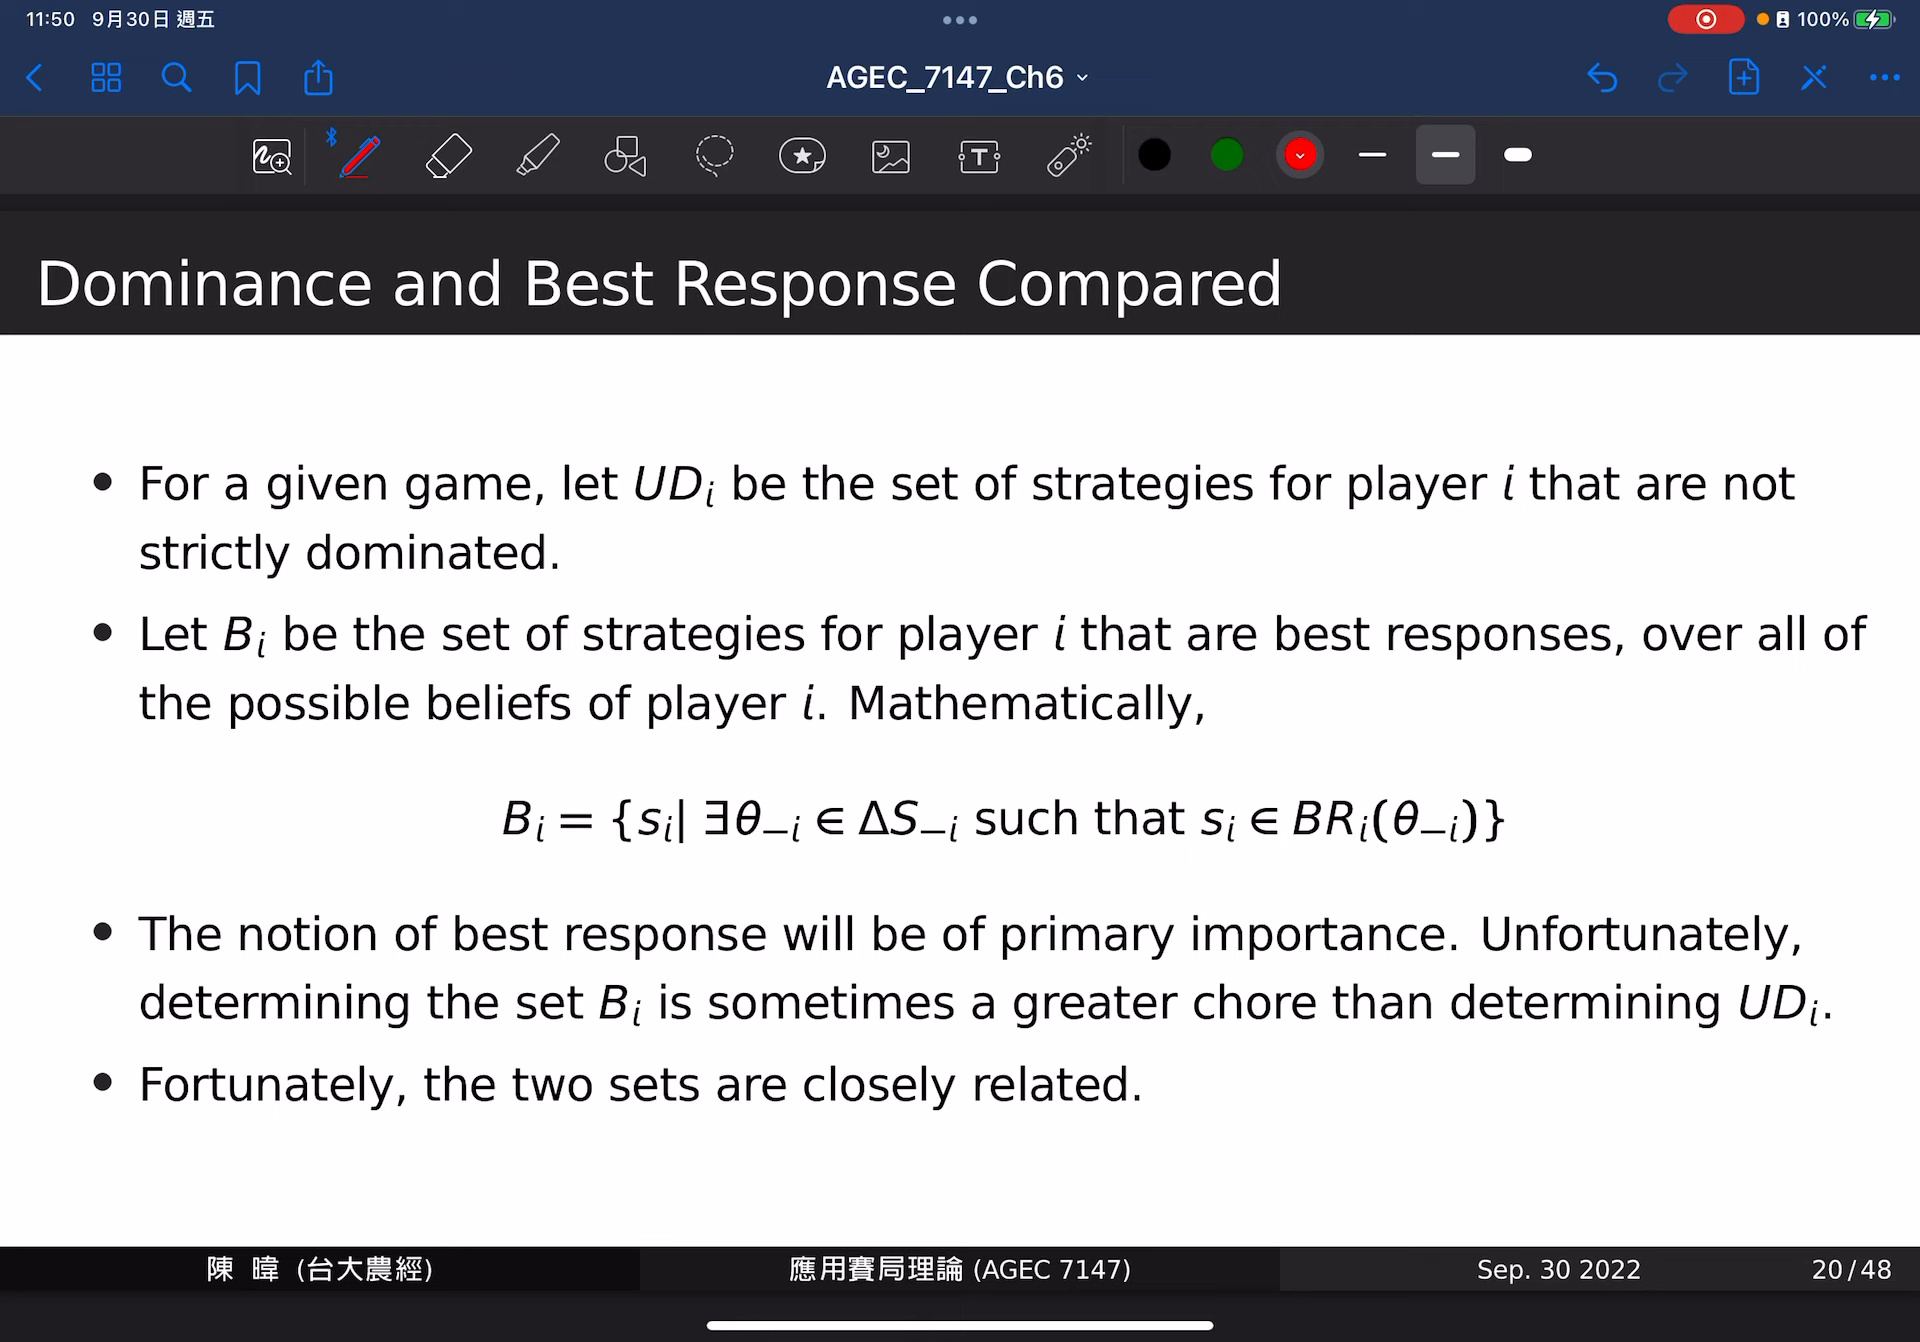 11:50 9月30日 週五
100%
AGEC_7147_Ch6
T
Dominance and Best Response Compared
• For a given game, let UDᵢ be the set of strategies for player i that are not
strictly dominated.
• Let Bᵢ be the set of strategies for player i that are best responses, over all of
the possible beliefs of player i. Mathematically,
Bᵢ = {sᵢ| ∃θ₋ᵢ ∈ ΔS₋ᵢ such that sᵢ ∈ BRᵢ(θ₋ᵢ)}
• The notion of best response will be of primary importance. Unfortunately,
determining the set Bᵢ is sometimes a greater chore than determining UDᵢ.
• Fortunately, the two sets are closely related.
陳 暐 (台大農經) 應用賽局理論 (AGEC 7147) Sep. 30 2022 20/48